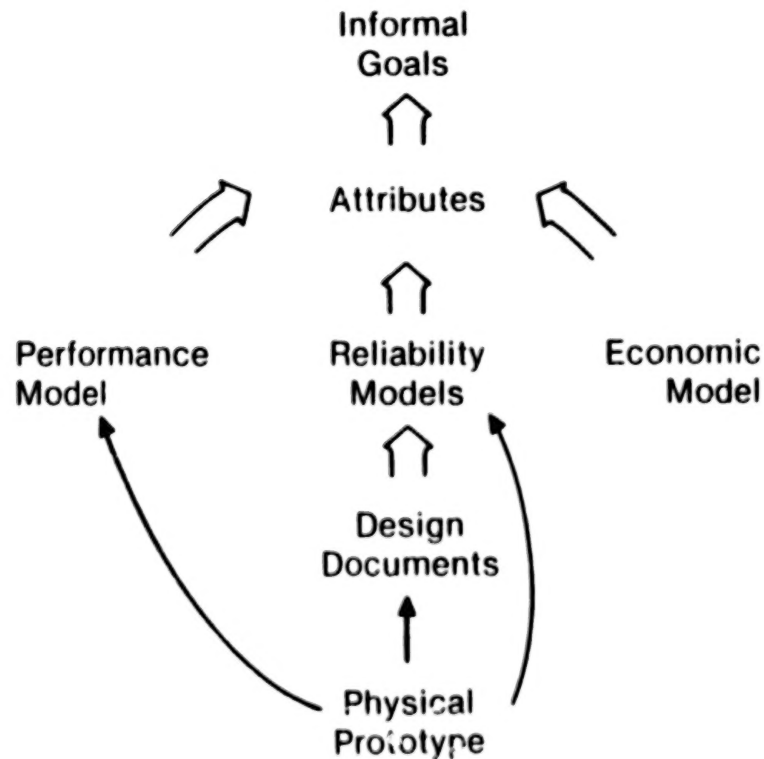 Informal
Goals
Attributes
Performance
Model
Reliability
Models
Economic
Model
Design
Documents
Physical
Prototype